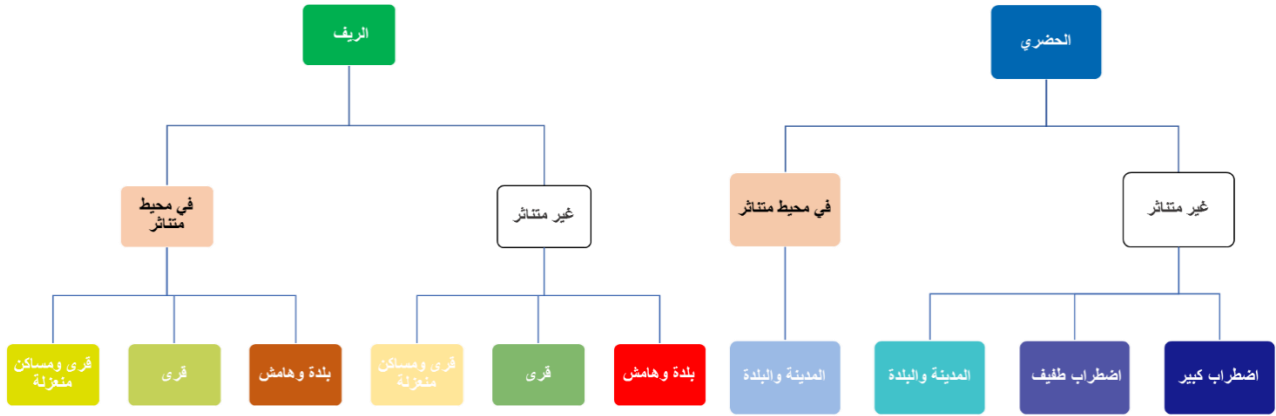 الحضري
الريف
غير متناثر
في محيط متناثر
غير متناثر
في محيط
متناثر
اضطراب كبير
اضطراب طفيف
المدينة والبلدة
المدينة والبلدة
بلدة وهامش
قرى
قرى ومساكن
منعزلة
بلدة وهامش
قرى
قرى ومساكن
منعزلة